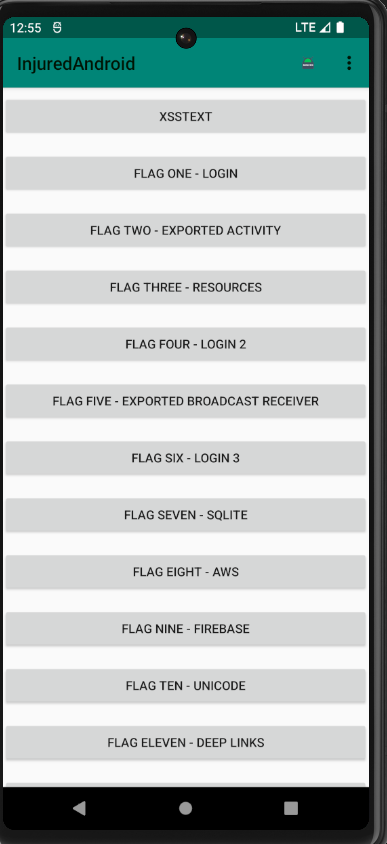 12:55
LTE
InjuredAndroid
XSSTEXT
FLAG ONE - LOGIN
FLAG TWO - EXPORTED ACTIVITY
FLAG THREE - RESOURCES
FLAG FOUR - LOGIN 2
FLAG FIVE - EXPORTED BROADCAST RECEIVER
FLAG SIX - LOGIN 3
FLAG SEVEN - SQLITE
FLAG EIGHT - AWS
FLAG NINE - FIREBASE
FLAG TEN - UNICODE
FLAG ELEVEN - DEEP LINKS